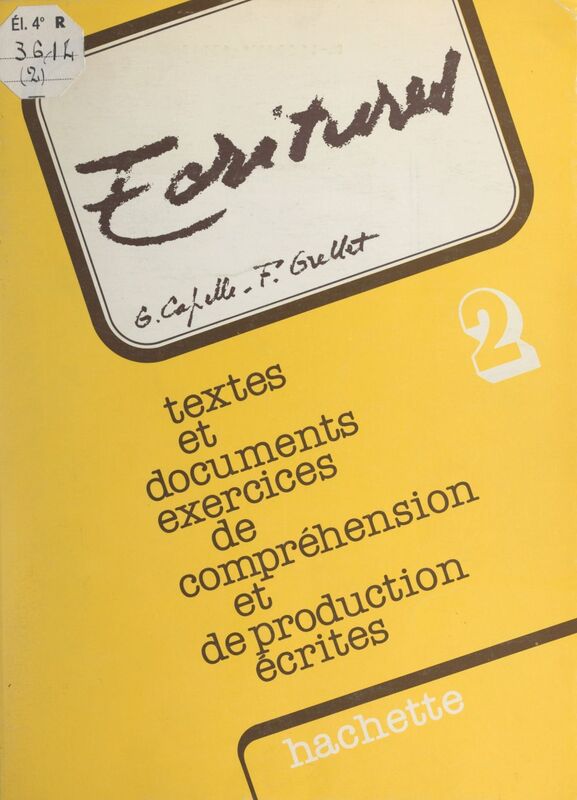 Él. 4° R
3614
(2)
Ecritures
G. Capelle - F. Grellet
2
textes
et
documents
exercices
de
compréhension
et
de production
écrites
hachette